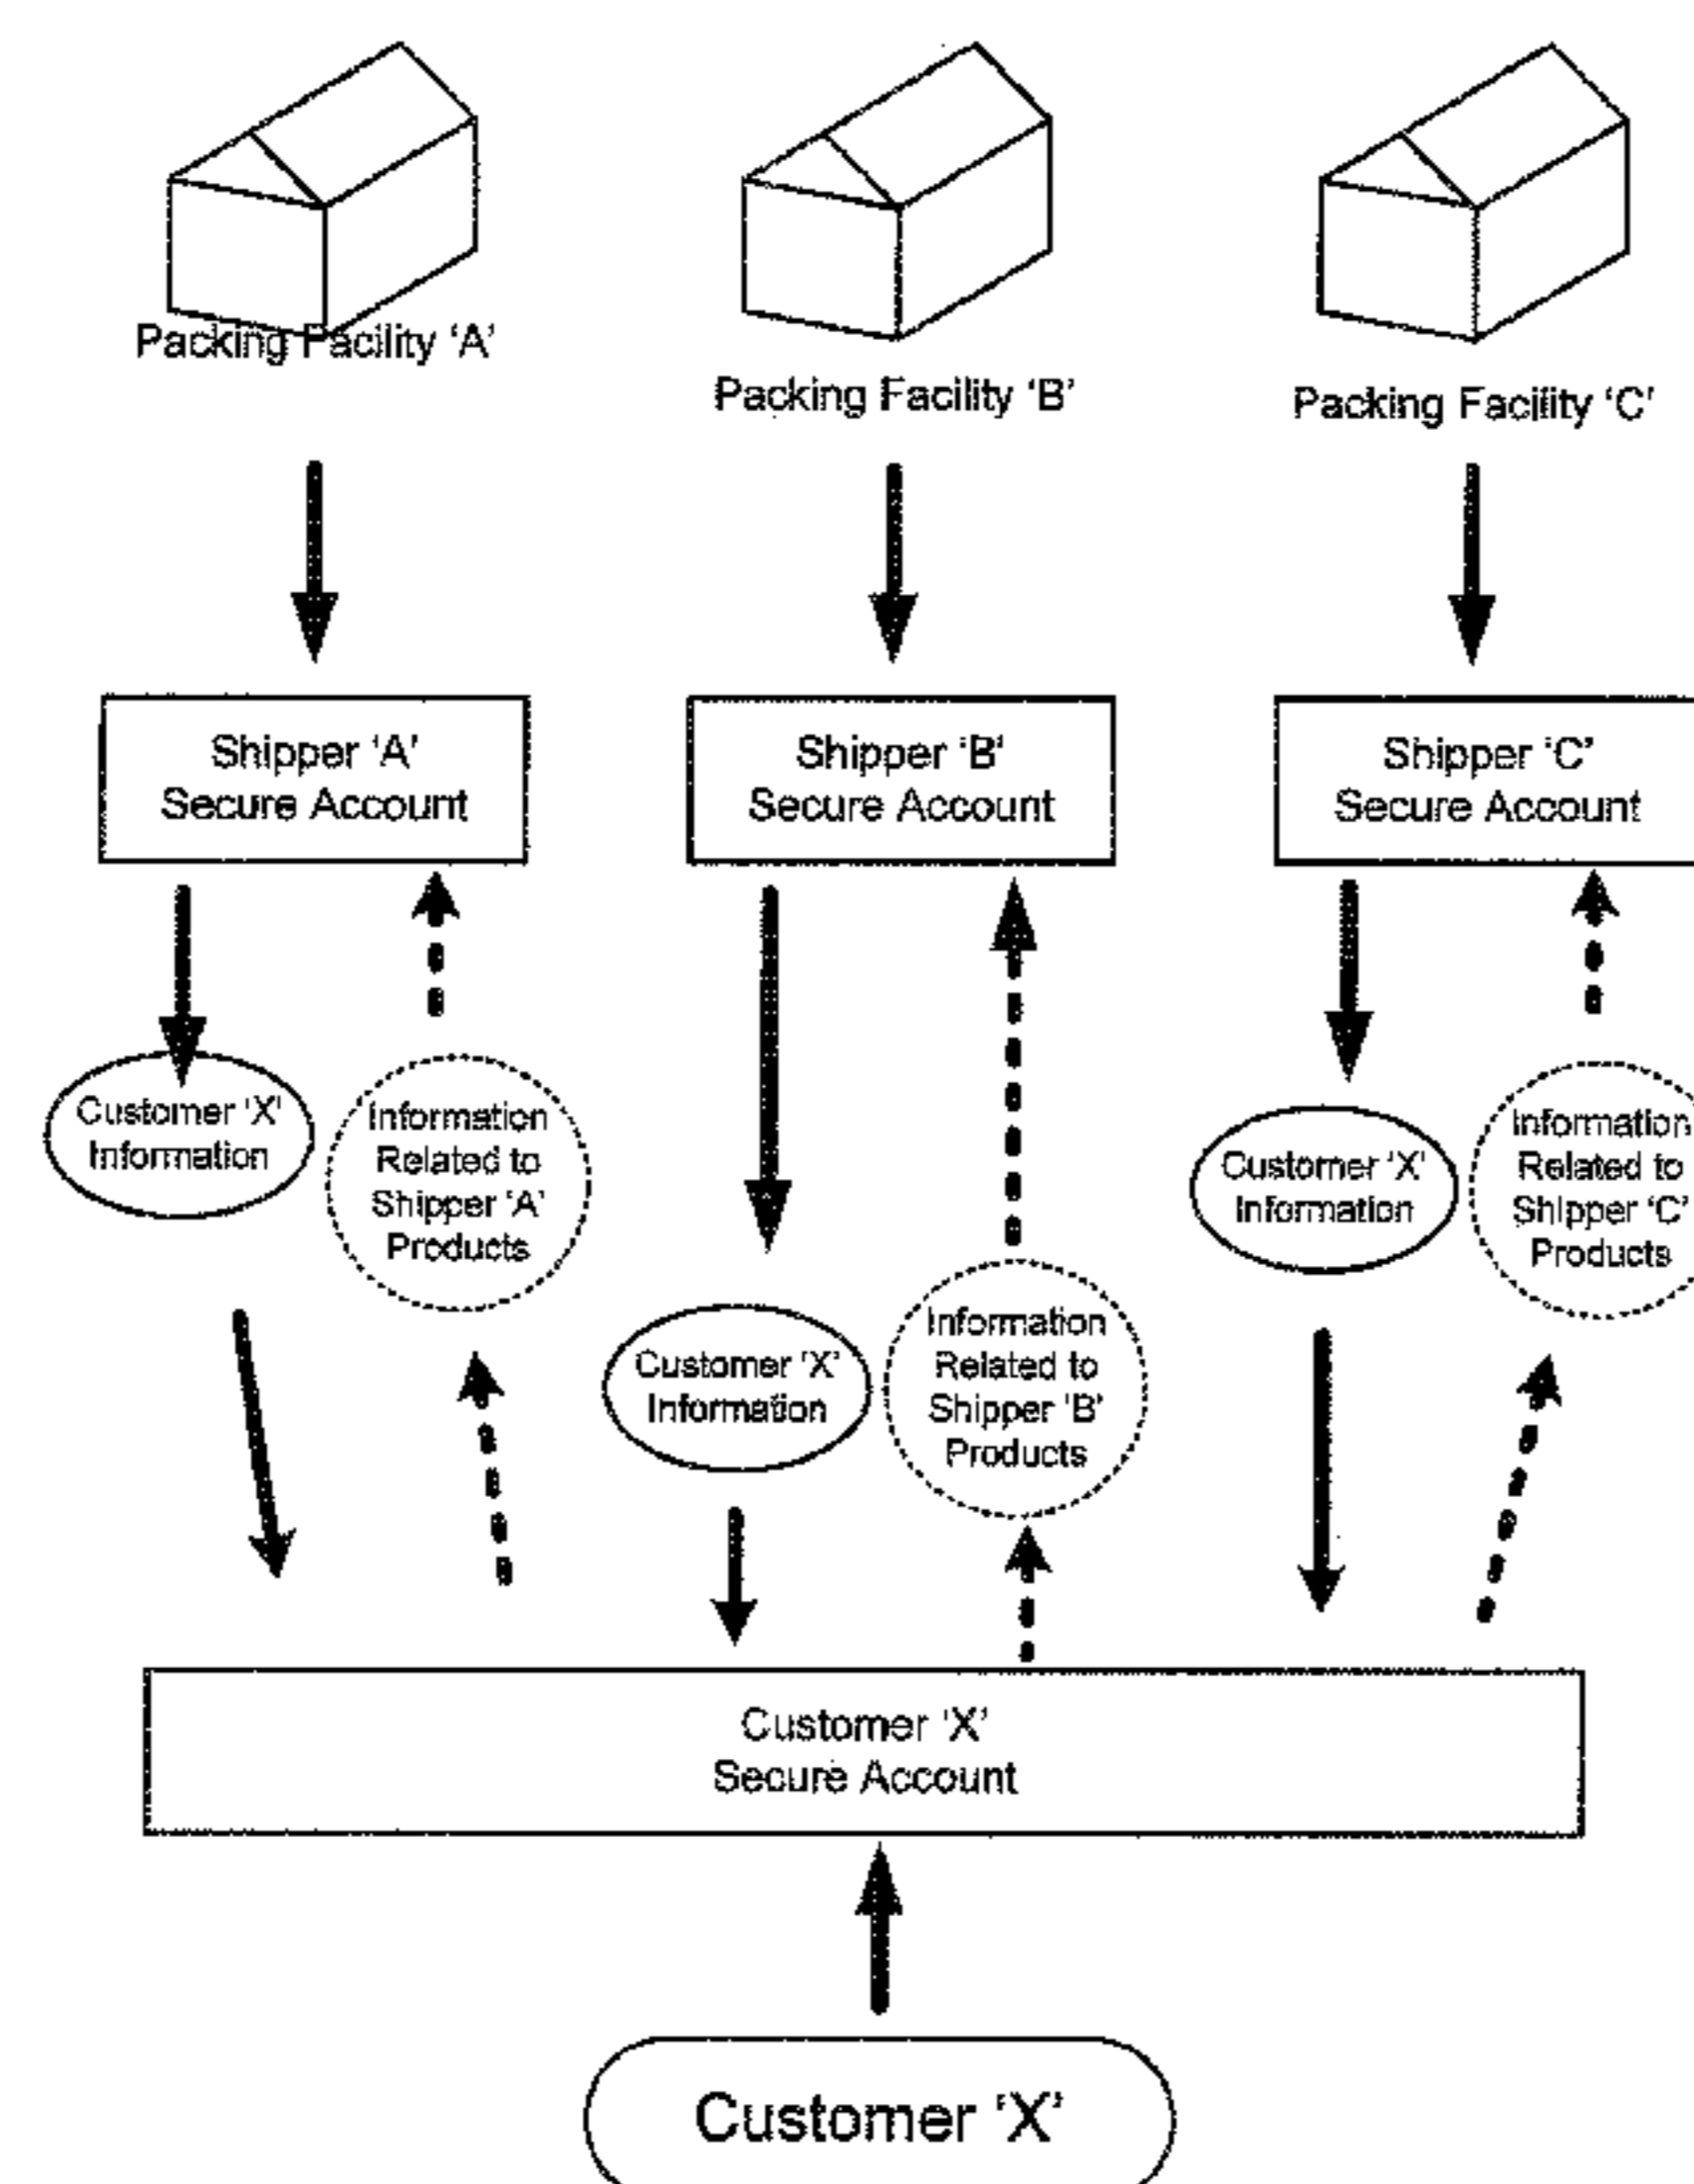 Packing Facility 'A'
Packing Facility 'B'
Packing Facility 'C'
Shipper 'A'
Secure Account
Shipper 'B'
Secure Account
Shipper 'C'
Secure Account
Customer 'X'
Information
Information
Related to
Shipper 'A'
Products
Customer 'X'
Information
Information
Related to
Shipper 'B'
Products
Customer 'X'
Information
Information
Related to
Shipper 'C'
Products
Customer 'X'
Secure Account
Customer 'X'